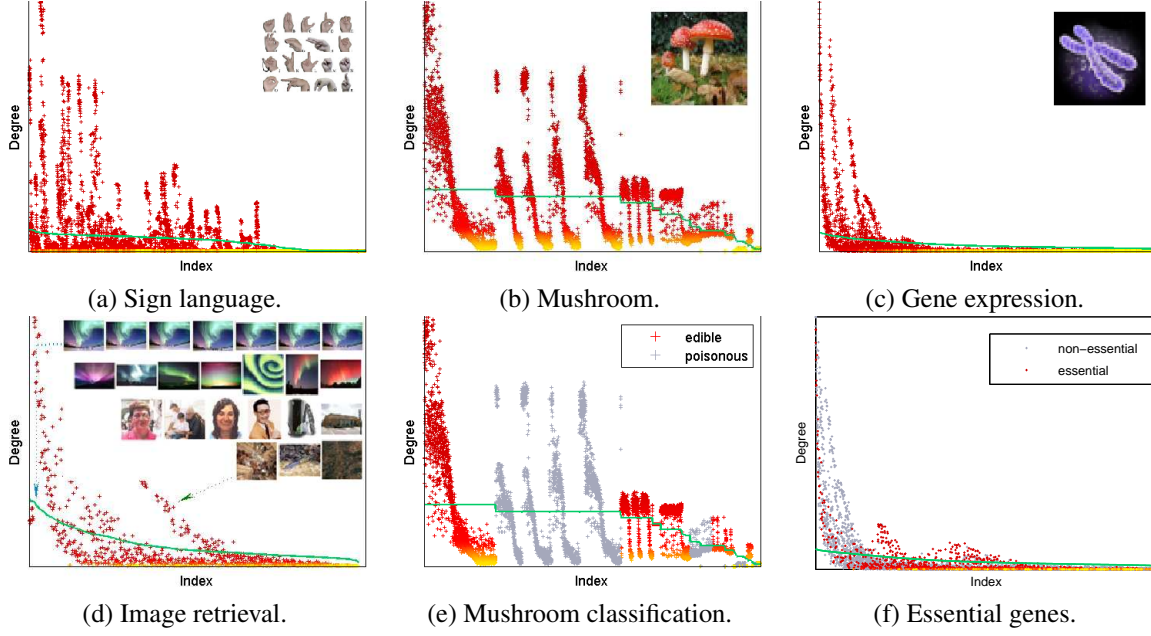 Degree
Index
(a) Sign language.
Degree
Index
(b) Mushroom.
Degree
Index
(c) Gene expression.
Degree
Index
(d) Image retrieval.
edible
poisonous
Degree
Index
(e) Mushroom classification.
non-essential
essential
Degree
Index
(f) Essential genes.